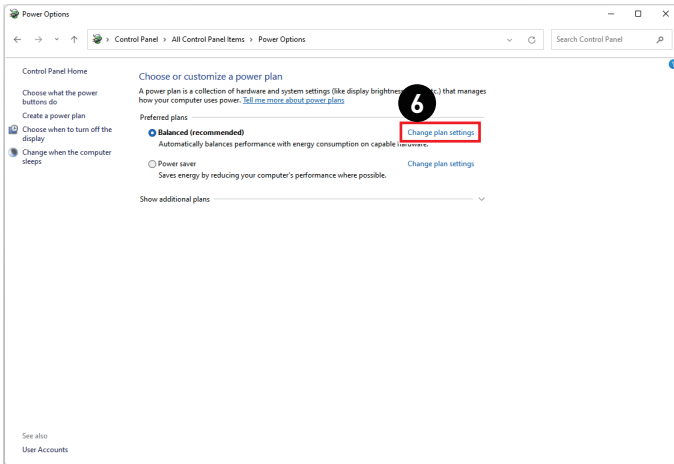 Power Options
Control Panel > All Control Panel Items > Power Options
Search Control Panel
Control Panel Home
Choose what the power
buttons do
Create a power plan
Choose when to turn off the
display
Change when the computer
sleeps
Choose or customize a power plan
A power plan is a collection of hardware and system settings (like display brightness, etc.) that manages
how your computer uses power. Tell me more about power plans
6
Preferred plans
Balanced (recommended)
Change plan settings
Automatically balances performance with energy consumption on capable hardware.
Power saver
Change plan settings
Saves energy by reducing your computer's performance where possible.
Show additional plans
See also
User Accounts